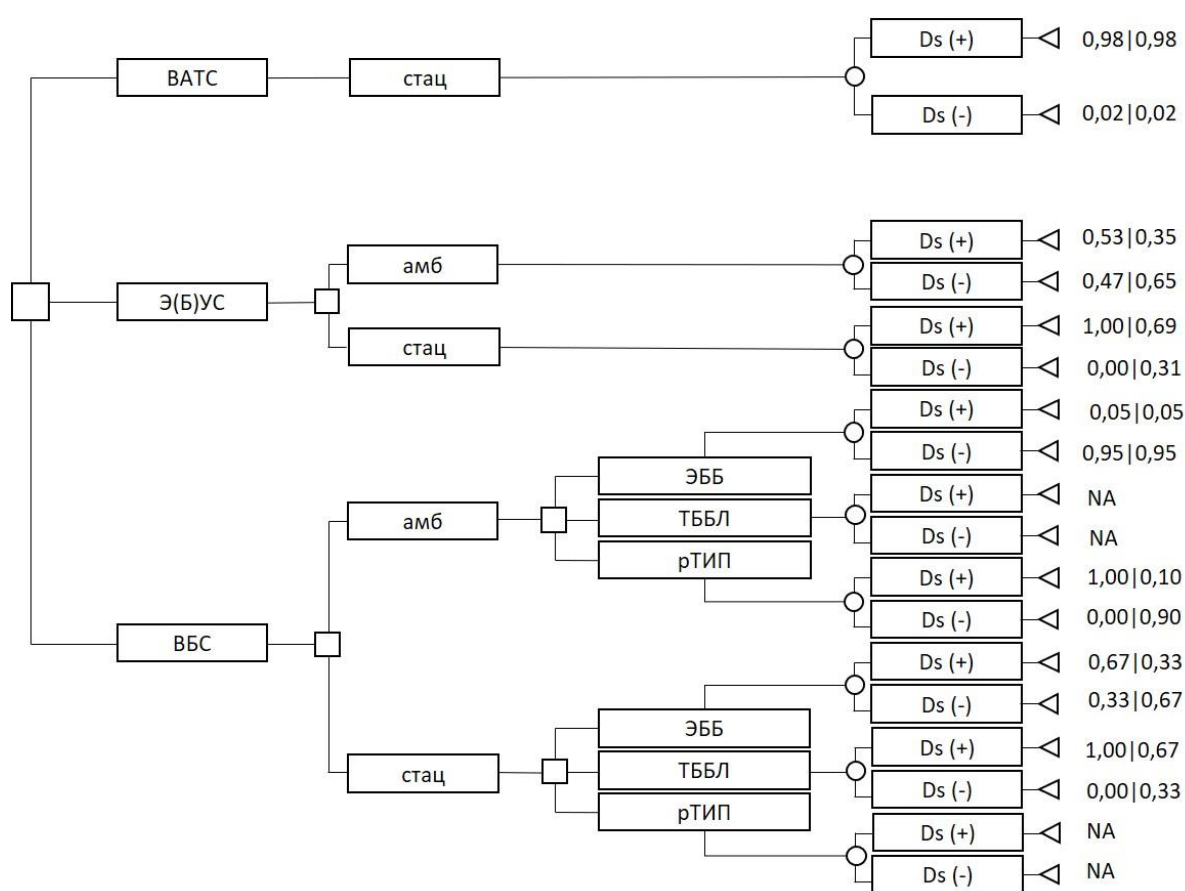 Ds (+)
0,98|0,98
ВАТС
стац
Ds (-)
0,02|0,02
Ds (+)
0,53|0,35
амб
Ds (-)
0,47|0,65
Э(Б)УС
Ds (+)
1,00|0,69
стац
Ds (-)
0,00|0,31
Ds (+)
0,05|0,05
Ds (-)
0,95|0,95
ЭББ
Ds (+)
NA
амб
ТББЛ
Ds (-)
NA
рТИП
Ds (+)
1,00|0,10
Ds (-)
0,00|0,90
ВБС
Ds (+)
0,67|0,33
Ds (-)
0,33|0,67
ЭББ
Ds (+)
1,00|0,67
стац
ТББЛ
Ds (-)
0,00|0,33
рТИП
Ds (+)
NA
Ds (-)
NA